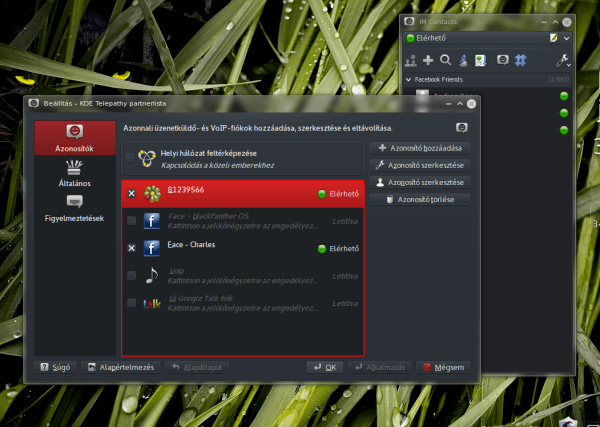 IM Contacts
Elérhető
Facebook Friends
Beállítás – KDE Telepathy partnerlista
Azonosítók
Általános
Figyelmeztetések
Azonnali üzenetküldő- és VoIP-fiókok hozzáadása, szerkesztése és eltávolítása.
Helyi hálózat feltérképezése
Kapcsolódás a közeli emberekhez
81239566 Elérhető
Face - blackPanther OS
Kattintson a jelölőnégyzetre az engedélyez... Letiltva
Face - Charles Elérhető
Voip
Kattintson a jelölőnégyzetre az engedélyez... Letiltva
Új Google Talk fiók
Kattintson a jelölőnégyzetre az engedélyez... Letiltva
talk
Azonosító hozzáadása
Azonosító szerkesztése
Azonosító szerkesztése
Azonosító törlése
Súgó
Alapértelmezés
Alapállapot
OK
Alkalmazás
Mégsem